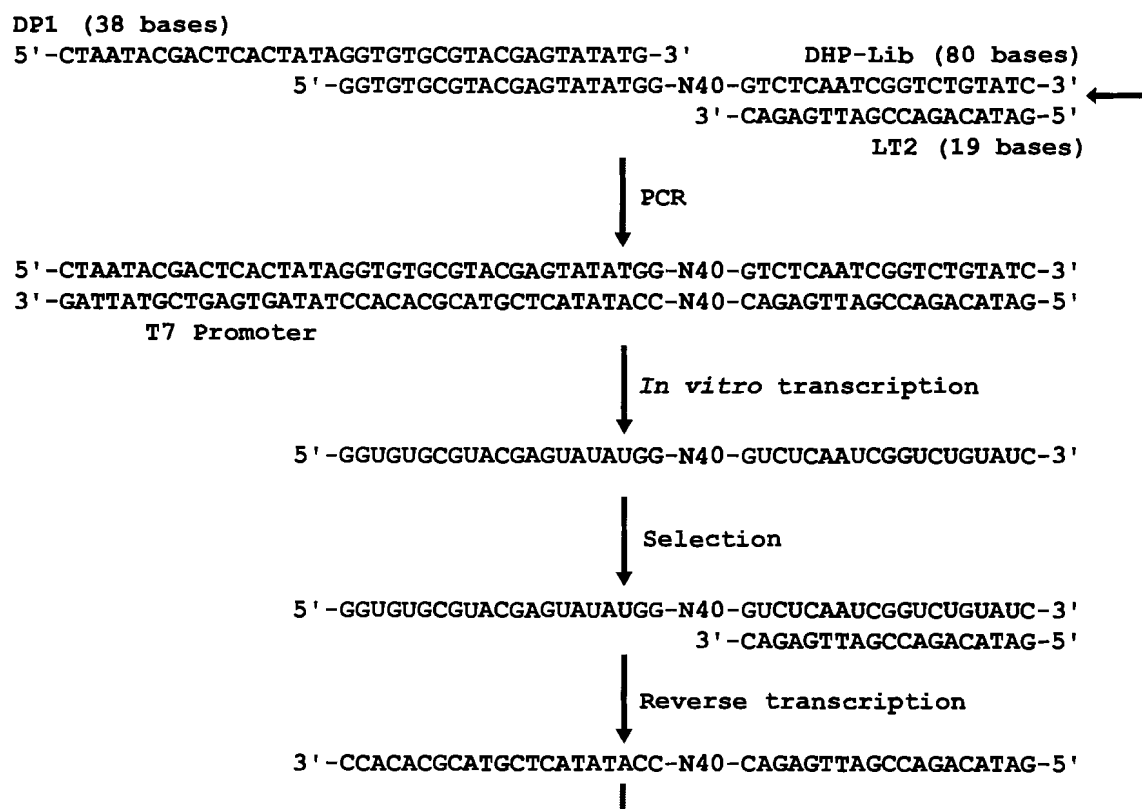 DP1 (38 bases)
5'-CTAATACGACTCACTATAGGTGTGCGTACGAGTATATG-3'
DHP-Lib (80 bases)
5'-GGTGTGCGTACGAGTATATGG-N40-GTCTCAATCGGTCTGTATC-3'
3'-CAGAGTTAGCCAGACATAG-5'
LT2 (19 bases)
PCR
5'-CTAATACGACTCACTATAGGTGTGCGTACGAGTATATGG-N40-GTCTCAATCGGTCTGTATC-3'
3'-GATTATGCTGAGTGATATCCACACGCATGCTCATATACC-N40-CAGAGTTAGCCAGACATAG-5'
T7 Promoter
In vitro transcription
5'-GGUGUGCGUACGAGUAUAUGG-N40-GUCUCAAUCGGUCUGUAUC-3'
Selection
5'-GGUGUGCGUACGAGUAUAUGG-N40-GUCUCAAUCGGUCUGUAUC-3'
3'-CAGAGTTAGCCAGACATAG-5'
Reverse transcription
3'-CCACACGCATGCTCATATACC-N40-CAGAGTTAGCCAGACATAG-5'